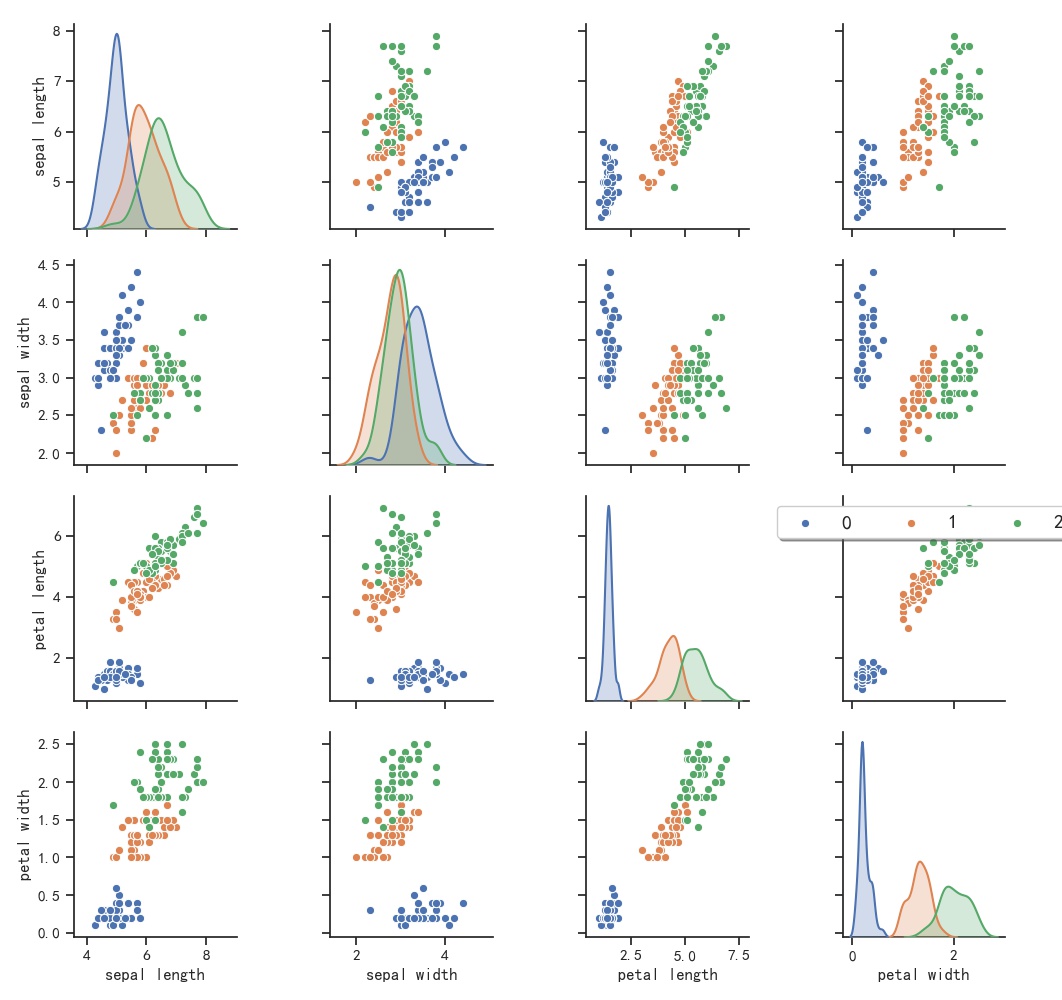 8
7
6
5
sepal length
4.5
4.0
3.5
3.0
2.5
2.0
sepal width
0 1 2
6
4
2
petal length
2.5
2.0
1.5
1.0
0.5
0.0
petal width
4 6 8 2 4 2.5 5.0 7.5 0 2
sepal length sepal width petal length petal width